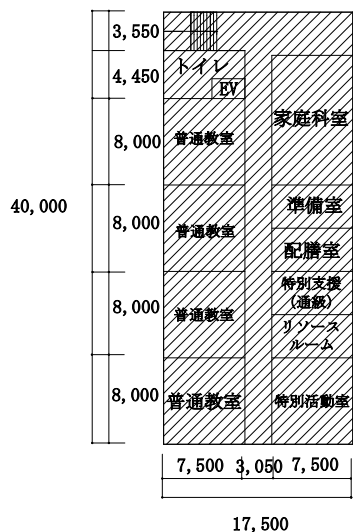 3,550
トイレ
4,450
EV
家庭科室
8,000
普通教室
40,000
8,000
普通教室
準備室
配膳室
8,000
普通教室
特別支援
(通級)
リソース
ルーム
8,000
普通教室
特別活動室
7,500
3,050
7,500
17,500